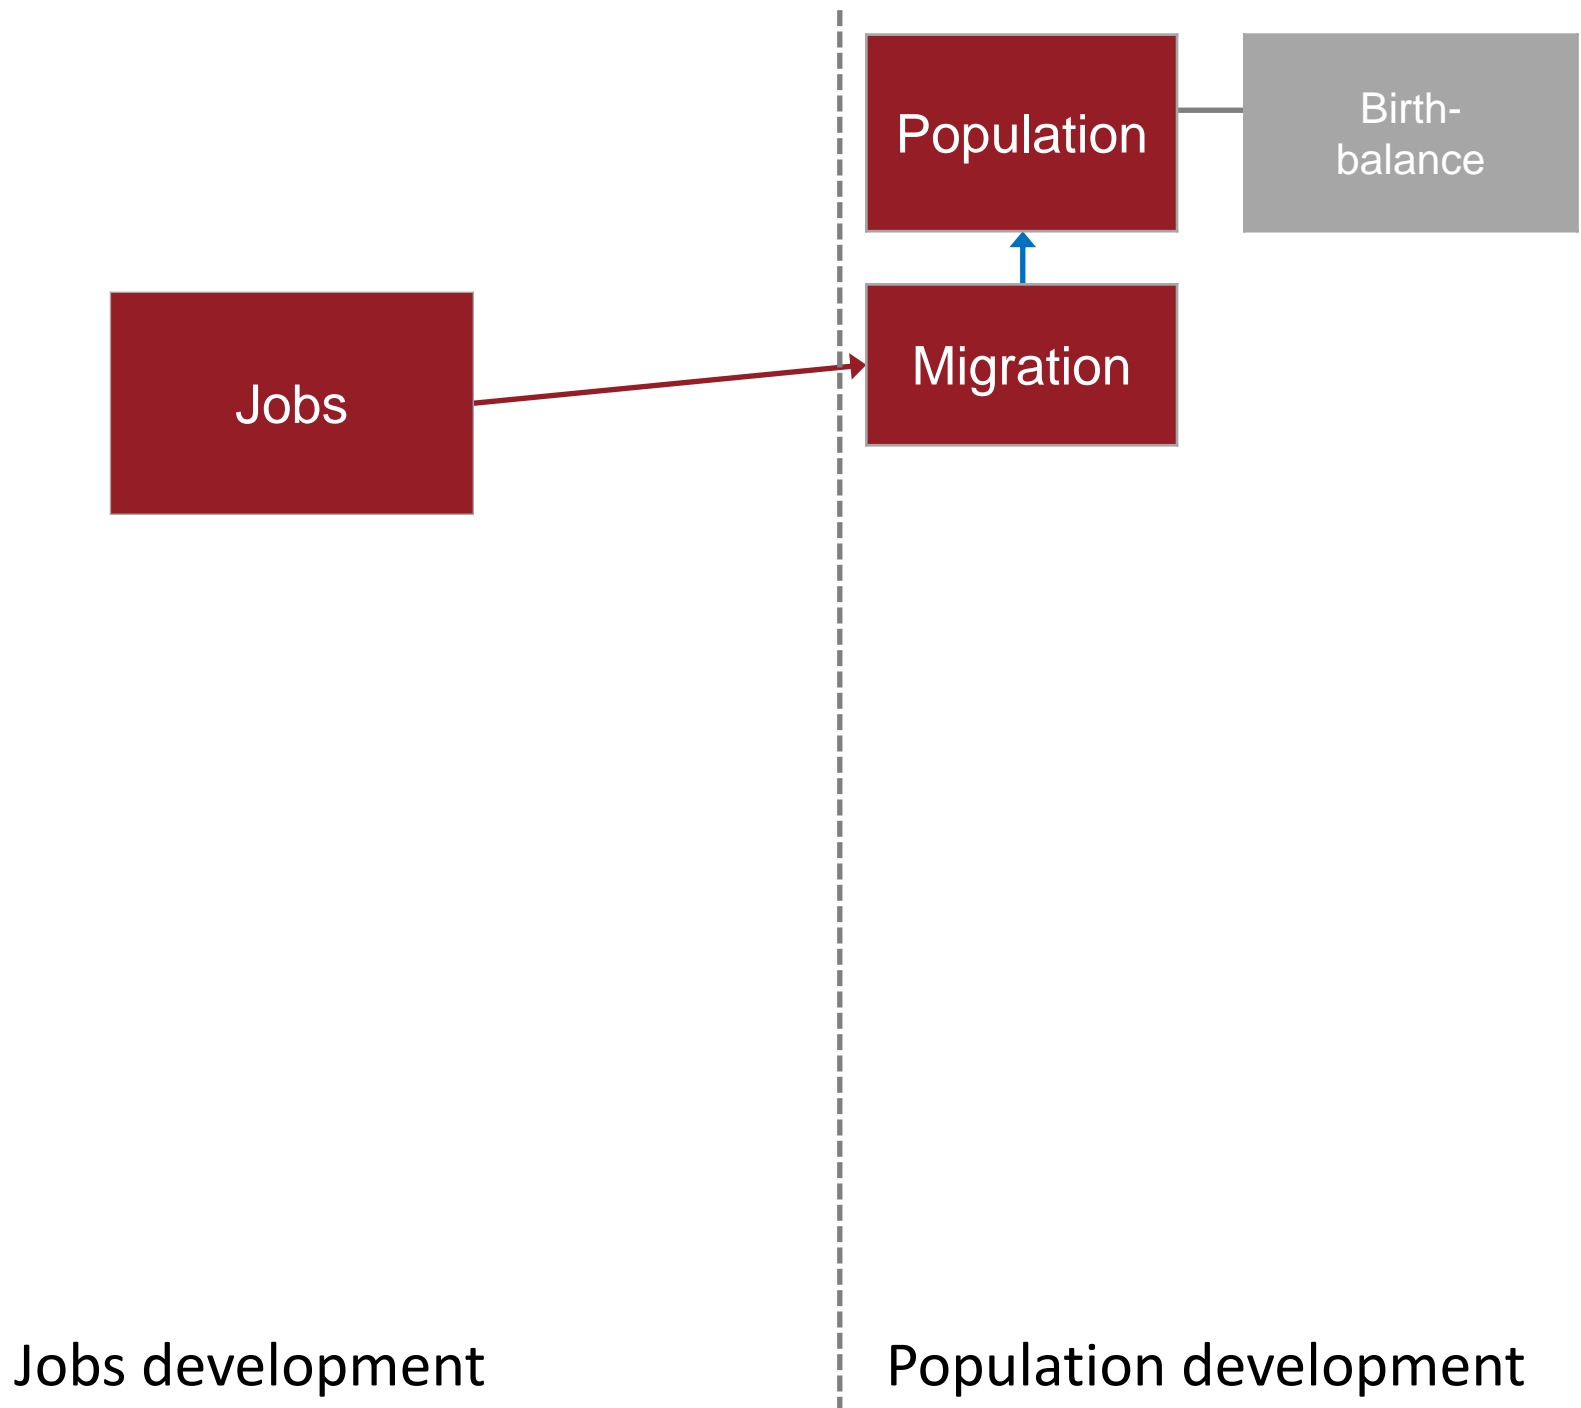 Population
Birth-
balance
Migration
Jobs
Jobs development
Population development